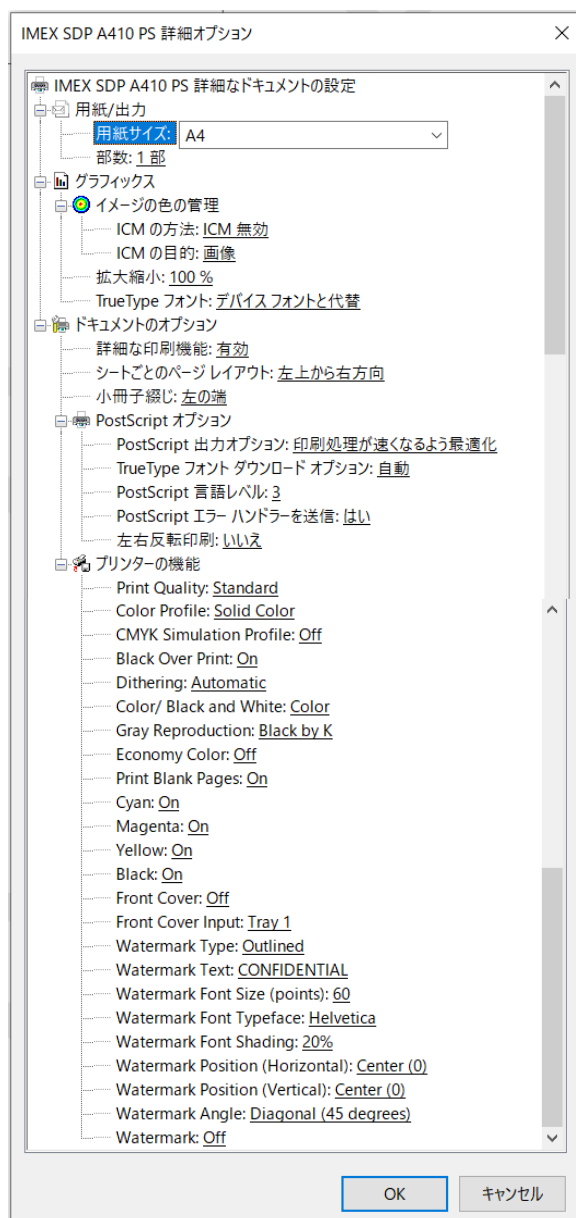 IMEX SDP A410 PS 詳細オプション
IMEX SDP A410 PS 詳細なドキュメントの設定
用紙/出力
用紙サイズ: A4
部数: 1 部
グラフィックス
イメージの色の管理
ICM の方法: ICM 無効
ICM の目的: 画像
拡大縮小: 100 %
TrueType フォント: デバイス フォントと代替
ドキュメントのオプション
詳細な印刷機能: 有効
シートごとのページ レイアウト: 左上から右方向
小冊子綴じ: 左の端
PostScript オプション
PostScript 出力オプション: 印刷処理が速くなるよう最適化
TrueType フォント ダウンロード オプション: 自動
PostScript 言語レベル: 3
PostScript エラー ハンドラーを送信: はい
左右反転印刷: いいえ
プリンターの機能
Print Quality: Standard
Color Profile: Solid Color
CMYK Simulation Profile: Off
Black Over Print: On
Dithering: Automatic
Color/ Black and White: Color
Gray Reproduction: Black by K
Economy Color: Off
Print Blank Pages: On
Cyan: On
Magenta: On
Yellow: On
Black: On
Front Cover: Off
Front Cover Input: Tray 1
Watermark Type: Outlined
Watermark Text: CONFIDENTIAL
Watermark Font Size (points): 60
Watermark Font Typeface: Helvetica
Watermark Font Shading: 20%
Watermark Position (Horizontal): Center (0)
Watermark Position (Vertical): Center (0)
Watermark Angle: Diagonal (45 degrees)
Watermark: Off
OK キャンセル